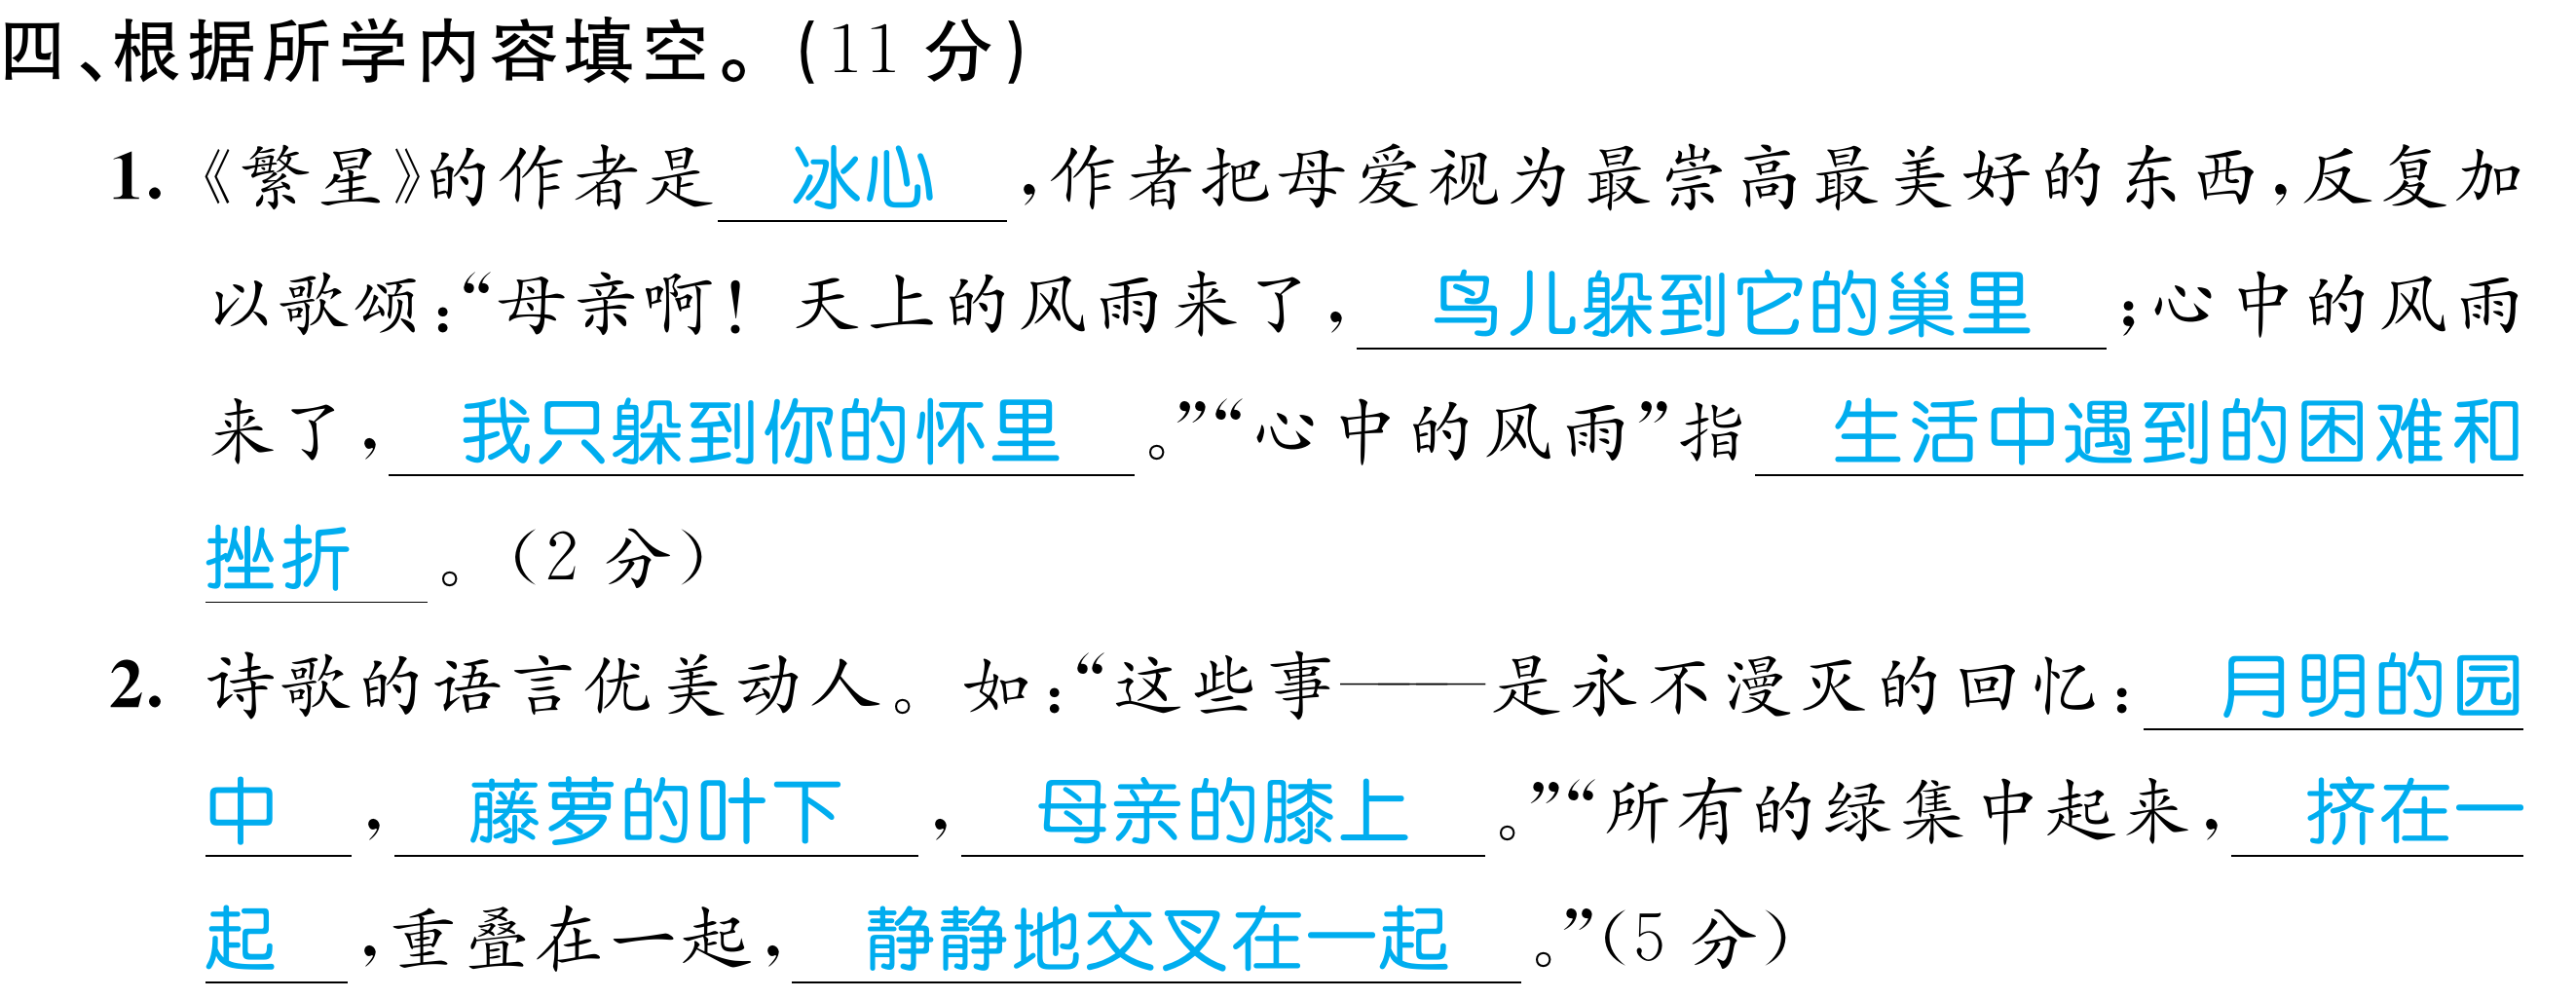 四、根据所学内容填空。(11 分)
1.《繁星》的作者是 冰心 ,作者把母爱视为最崇高最美好的东西,反复加
以歌颂:“母亲啊! 天上的风雨来了, 鸟儿躲到它的巢里 ;心中的风雨
来了, 我只躲到你的怀里 。”“心中的风雨”指 生活中遇到的困难和
挫折 。(2 分)
2. 诗歌的语言优美动人。如:“这些事——是永不漫灭的回忆: 月明的园
中 , 藤萝的叶下 , 母亲的膝上 。”“所有的绿集中起来, 挤在一
起 ,重叠在一起, 静静地交叉在一起 。”(5 分)